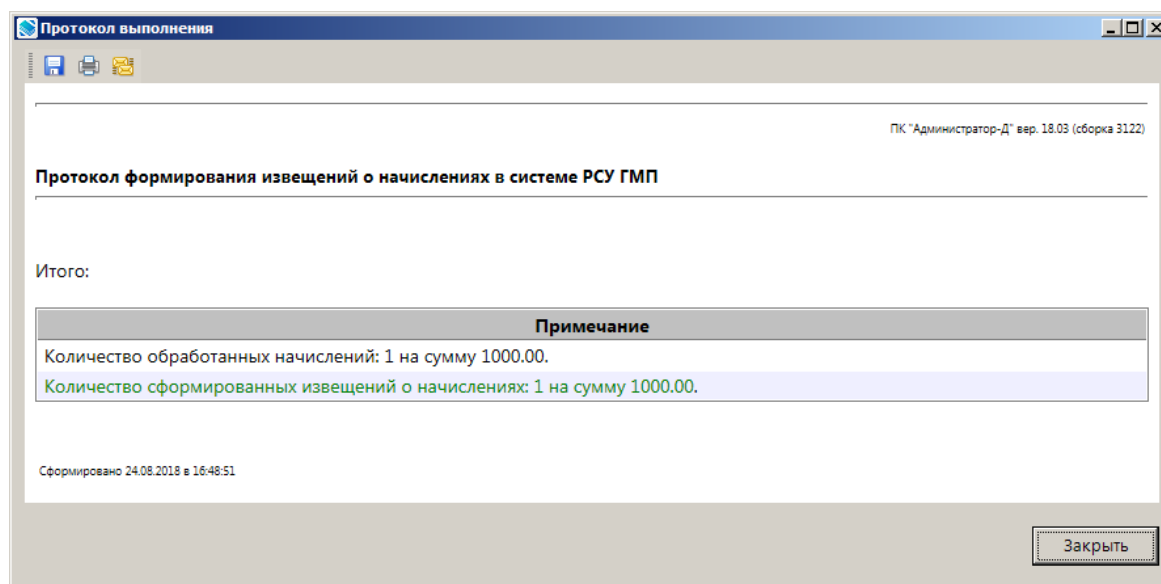 Протокол выполнения
ПК "Администратор-Д" вер. 18.03 (сборка 3122)
Протокол формирования извещений о начислениях в системе РСУ ГМП
Итого:
Примечание
Количество обработанных начислений: 1 на сумму 1000.00.
Количество сформированных извещений о начислениях: 1 на сумму 1000.00.
Сформировано 24.08.2018 в 16:48:51
Закрыть